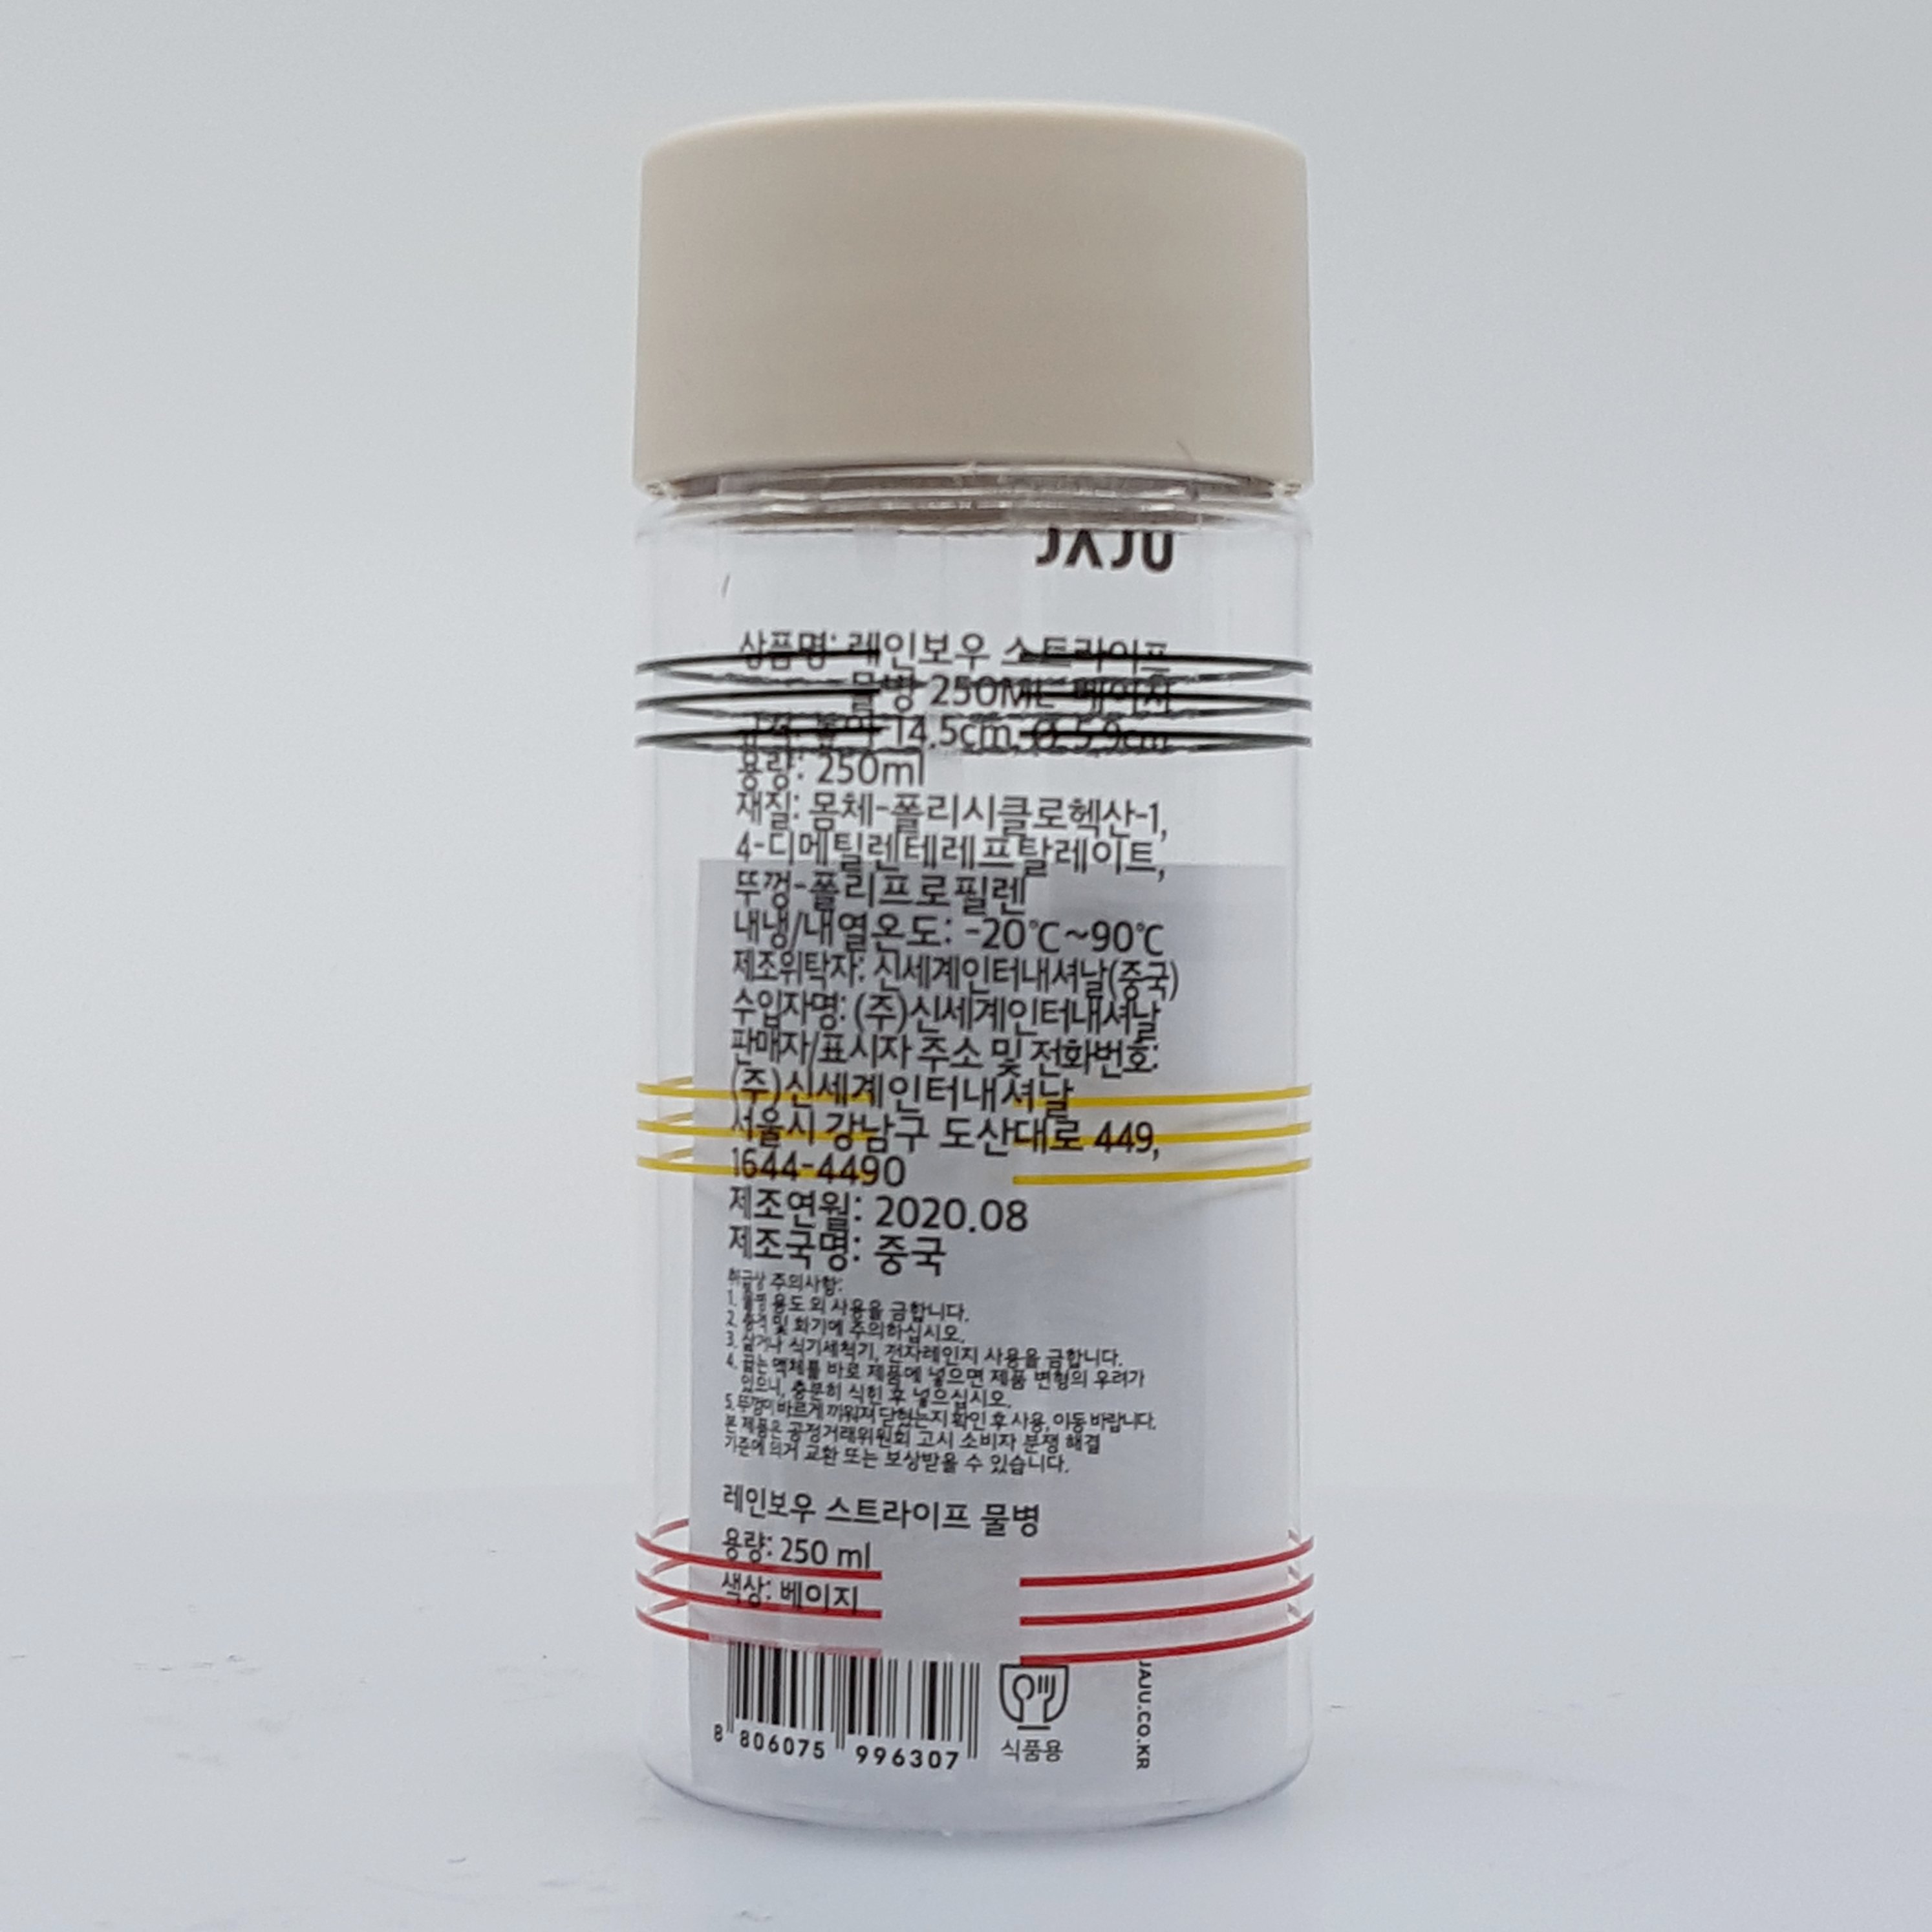 JAJU
상품명: 레인보우 스트라이프
물병 250ML 베이지
규격: 높이 14.5cm, Ø 5.9cm
용량: 250ml
재질: 몸체-폴리시클로헥산-1,
4-디메틸렌테레프탈레이트,
뚜껑-폴리프로필렌
내냉/내열온도: -20℃~90℃
제조위탁자: 신세계인터내셔날(중국)
수입자명: (주)신세계인터내셔날
판매자/표시자 주소 및 전화번호:
(주)신세계인터내셔날
서울시 강남구 도산대로 449,
1644-4490
제조연월: 2020.08
제조국명: 중국
취급상 주의사항:
1. 물병 용도 외 사용을 금합니다.
2. 충격 및 화기에 주의하십시오.
3. 삶거나 식기세척기, 전자레인지 사용을 금합니다.
4. 끓는 액체를 바로 제품에 넣으면 제품 변형의 우려가
있으니, 충분히 식힌 후 넣으십시오.
5. 뚜껑이 바르게 끼워져 닫혔는지 확인 후 사용, 이동 바랍니다.
본 제품은 공정거래위원회 고시 소비자 분쟁 해결
기준에 의거 교환 또는 보상받을 수 있습니다.
레인보우 스트라이프 물병
용량: 250 ml
색상: 베이지
8 806075 996307
식품용
JAJU.CO.KR